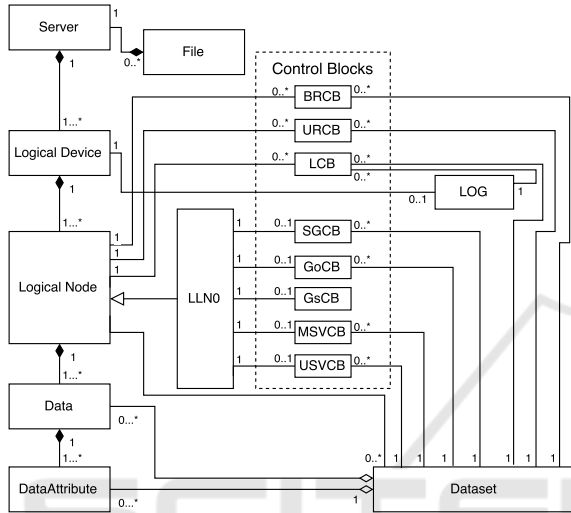 Server
1
1
0..*
File
1
1...*
Control Blocks
0..*
BRCB
0..*
0..*
URCB
0..*
Logical Device
1
0..*
LCB
0..*
0..*
1
LOG
0..1
1
1...*
Logical Node
1
1
1
LLN0
1
0..1
SGCB
0..*
1
0..1
GoCB
0..*
1
0..1
GsCB
1
0..1
MSVCB
0..*
1
0..1
USVCB
0..*
1
1...*
Data
0...*
1
1...*
DataAttribute
0...*
0..*
1
1
1
1
1
1
1
Dataset
SCITE